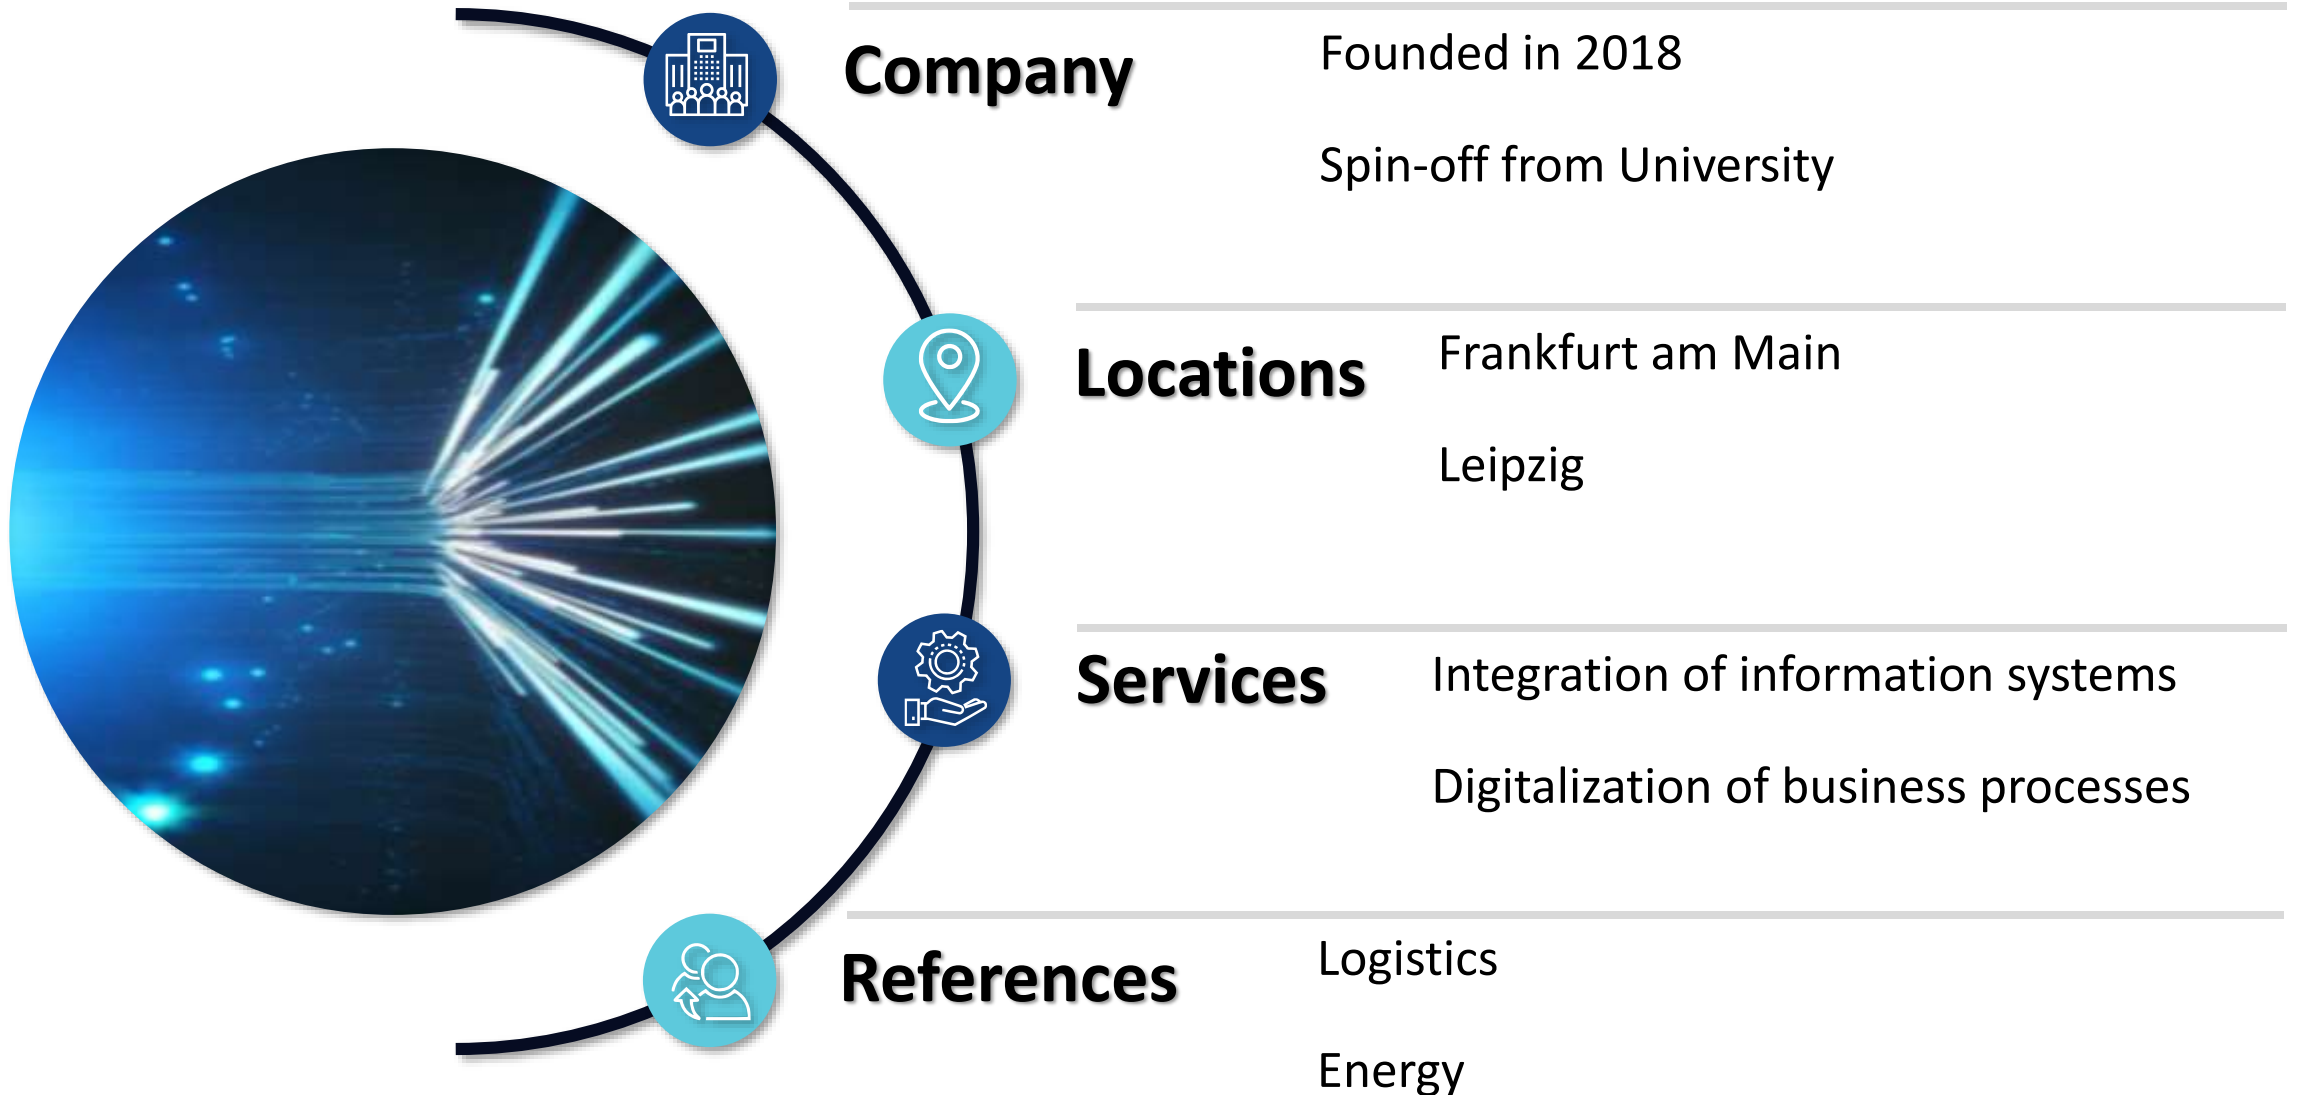 Company
Founded in 2018
Spin-off from University
Locations
Frankfurt am Main
Leipzig
Services
Integration of information systems
Digitalization of business processes
References
Logistics
Energy